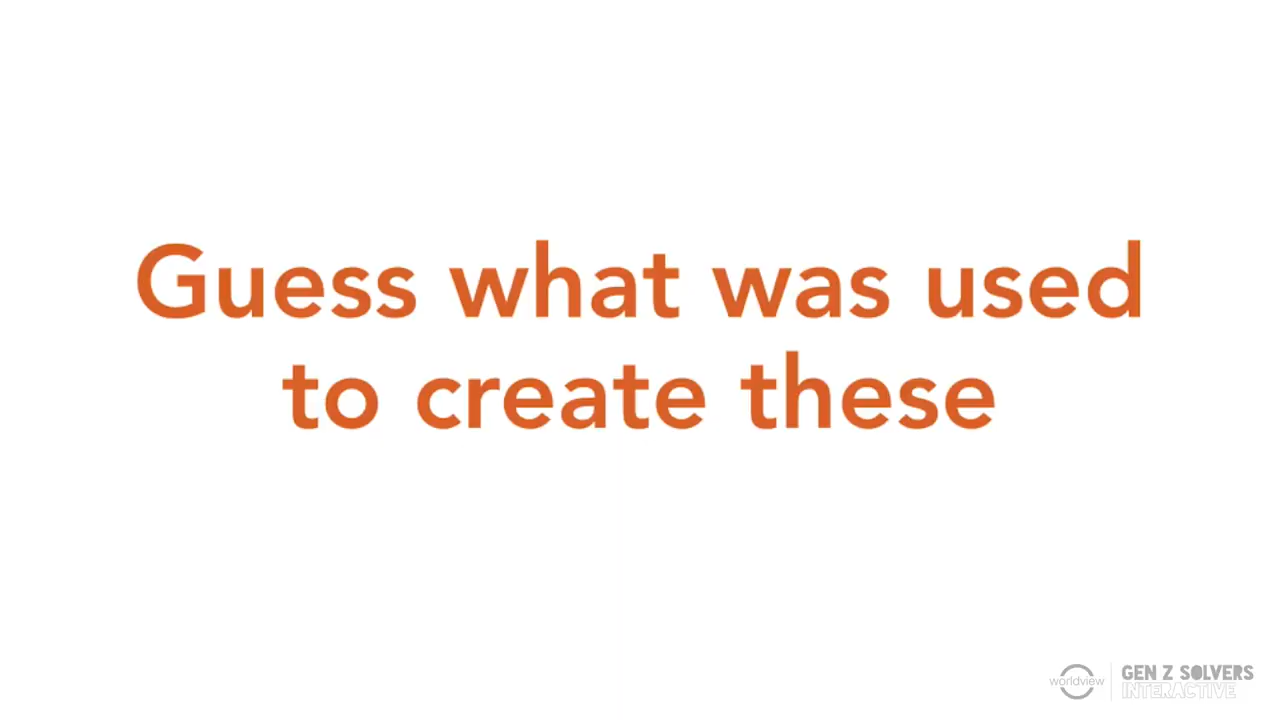 Guess what was used
to create these
worldview
GEN Z SOLVERS
INTERACTIVE